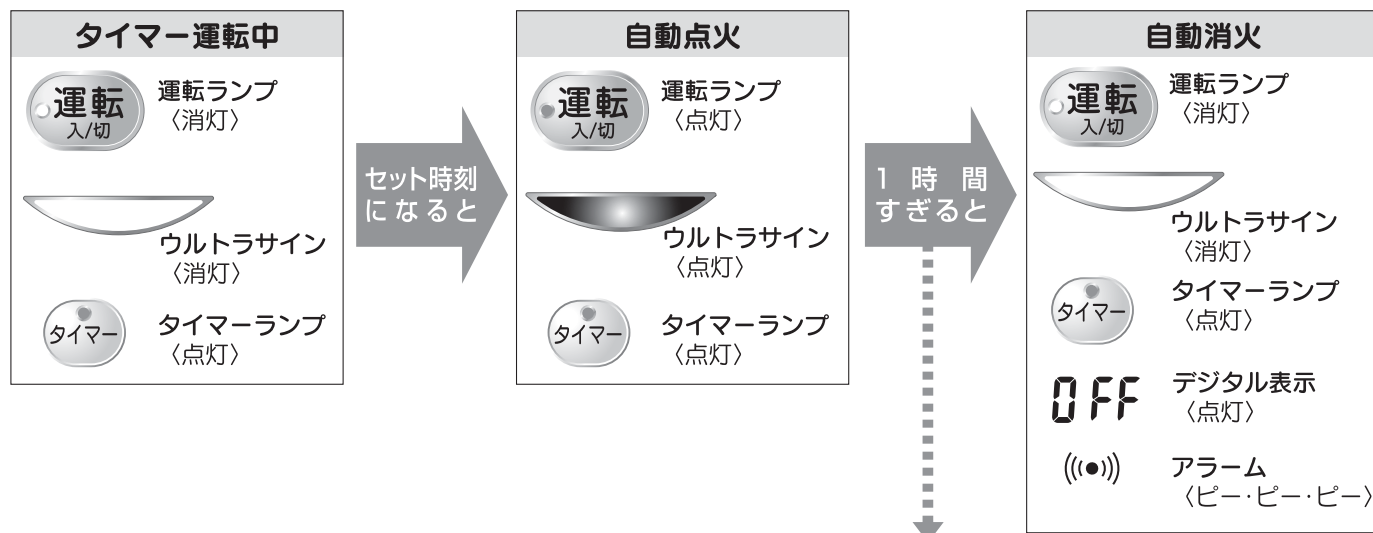 タイマー運転中
運転
入/切
運転ランプ
〈消灯〉
ウルトラサイン
〈消灯〉
タイマー
タイマーランプ
〈点灯〉
セット時刻
になると
自動点火
運転
入/切
運転ランプ
〈点灯〉
ウルトラサイン
〈点灯〉
タイマー
タイマーランプ
〈点灯〉
1時間
すぎると
自動消火
運転
入/切
運転ランプ
〈消灯〉
ウルトラサイン
〈消灯〉
タイマー
タイマーランプ
〈点灯〉
OFF
デジタル表示
〈点灯〉
アラーム
〈ピー・ピー・ピー〉